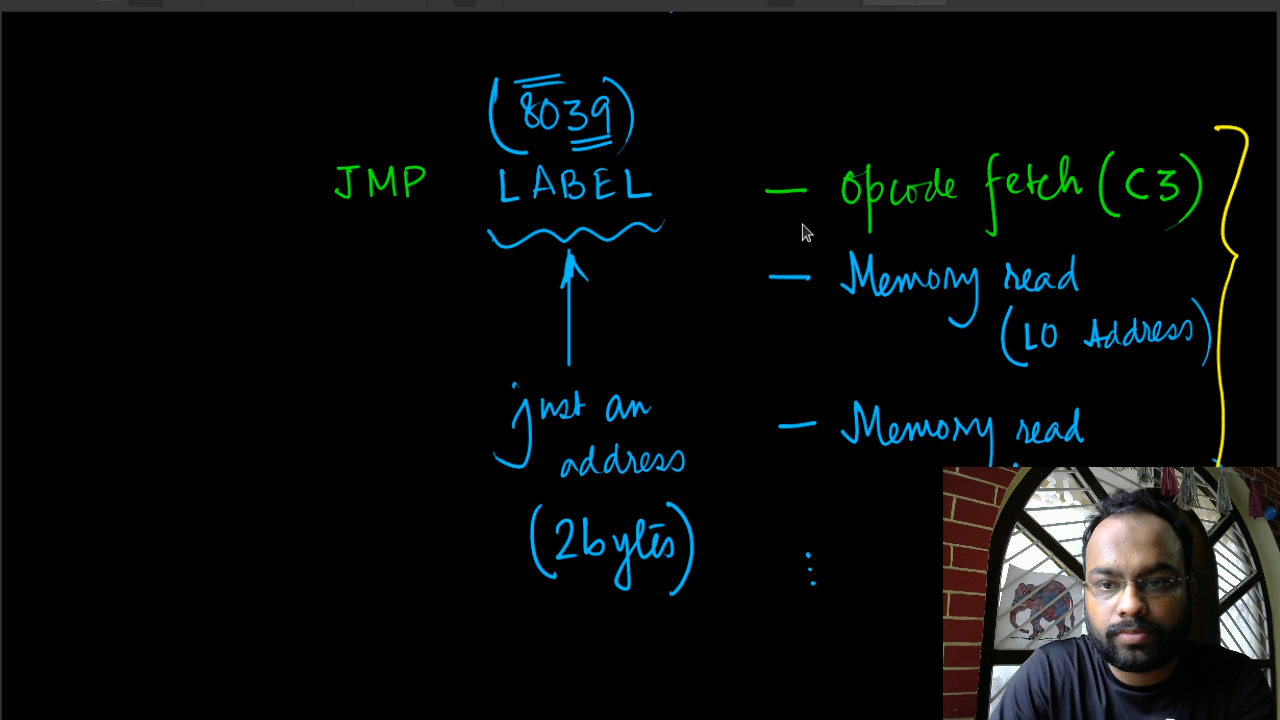 (8039)
JMP LABEL — Opcode fetch (C3)
— Memory read
(LO Address)
just an
address
— Memory read
(2bytes)